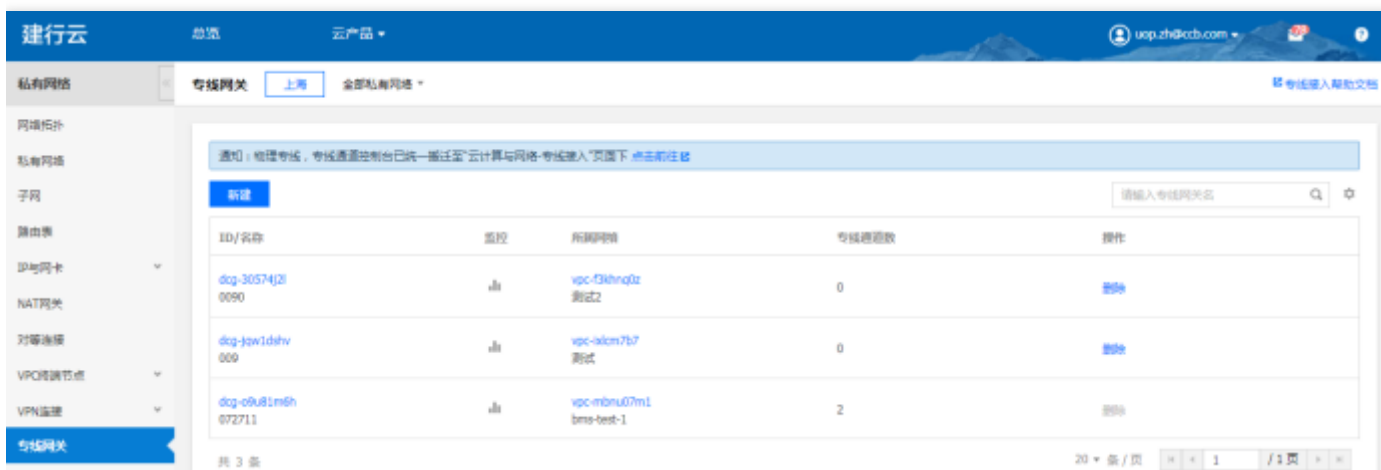 建行云 总览 云产品 uop.zh@ccb.com
私有网络 专线网关 上海 全部私有网络 专线接入帮助文档
网络拓扑
通知：物理专线，专线通道控制台已统一搬迁至“云计算与网络-专线接入”页面下 点击前往
私有网络
子网 新建 请输入专线网关名
路由表 ID/名称 监控 所属网络 专线通道数 操作
IP与网卡
dcg-30574j2l vpc-f3khnq0z 0 删除
0090 测试2
NAT网关
对等连接 dcg-jqw1dshv vpc-ixlcm7b7 0 删除
009 测试
VPC终端节点
VPN连接 dcg-o9u81m6h vpc-mbnu07m1 2 删除
072711 bms-test-1
专线网关
共 3 条 20 条/页 1 /1页